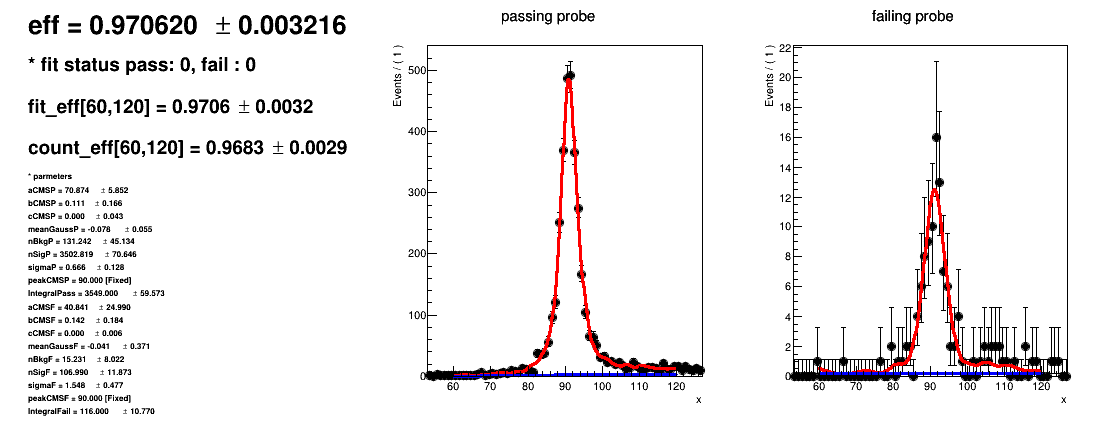 eff = 0.970620 ± 0.003216
* fit status pass: 0, fail : 0
fit_eff[60,120] = 0.9706 ± 0.0032
count_eff[60,120] = 0.9683 ± 0.0029
* parmeters
aCMSP = 70.874 ± 5.852
bCMSP = 0.111 ± 0.166
cCMSP = 0.000 ± 0.043
meanGaussP = -0.078 ± 0.055
nBkgP = 131.242 ± 45.134
nSigP = 3502.819 ± 70.646
sigmaP = 0.666 ± 0.128
peakCMSP = 90.000 [Fixed]
IntegralPass = 3549.000 ± 59.573
aCMSF = 40.841 ± 24.990
bCMSF = 0.142 ± 0.184
cCMSF = 0.000 ± 0.006
meanGaussF = -0.041 ± 0.371
nBkgF = 15.231 ± 8.022
nSigF = 106.990 ± 11.873
sigmaF = 1.548 ± 0.477
peakCMSF = 90.000 [Fixed]
IntegralFail = 116.000 ± 10.770
passing probe
Events / ( 1 )
500
400
300
200
100
0
60 70 80 90 100 110 120
x
failing probe
Events / ( 1 )
22
20
18
16
14
12
10
8
6
4
2
0
60 70 80 90 100 110 120
x